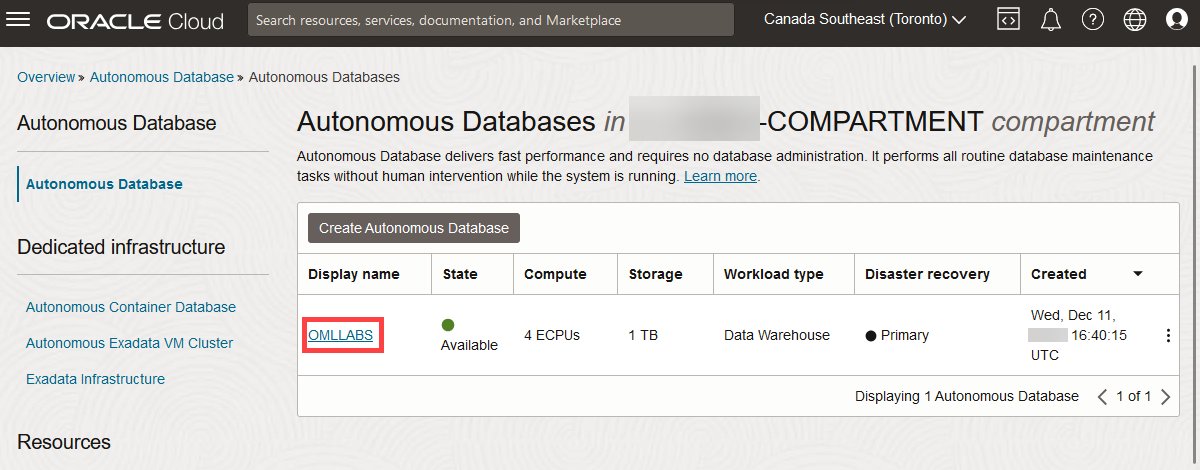 ORACLE Cloud
Search resources, services, documentation, and Marketplace
Canada Southeast (Toronto)
Overview » Autonomous Database » Autonomous Databases
Autonomous Database
Autonomous Database
Dedicated infrastructure
Autonomous Container Database
Autonomous Exadata VM Cluster
Exadata Infrastructure
Resources
Autonomous Databases in -COMPARTMENT compartment
Autonomous Database delivers fast performance and requires no database administration. It performs all routine database maintenance
tasks without human intervention while the system is running. Learn more.
Create Autonomous Database
Display name State Compute Storage Workload type Disaster recovery Created
OMLLABS Available 4 ECPUs 1 TB Data Warehouse Primary Wed, Dec 11,
16:40:15
UTC
Displaying 1 Autonomous Database 1 of 1